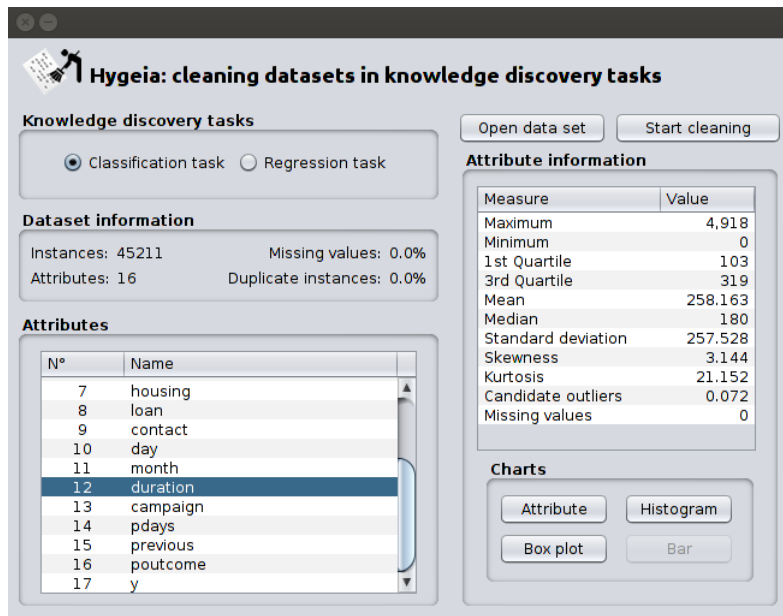 Hygeia: cleaning datasets in knowledge discovery tasks
Knowledge discovery tasks
Classification task Regression task
Dataset information
Instances: 45211 Missing values: 0.0%
Attributes: 16 Duplicate instances: 0.0%
Attributes
N° Name
7 housing
8 loan
9 contact
10 day
11 month
12 duration
13 campaign
14 pdays
15 previous
16 poutcome
17 y
Open data set Start cleaning
Attribute information
Measure Value
Maximum 4,918
Minimum 0
1st Quartile 103
3rd Quartile 319
Mean 258.163
Median 180
Standard deviation 257.528
Skewness 3.144
Kurtosis 21.152
Candidate outliers 0.072
Missing values 0
Charts
Attribute Histogram
Box plot Bar